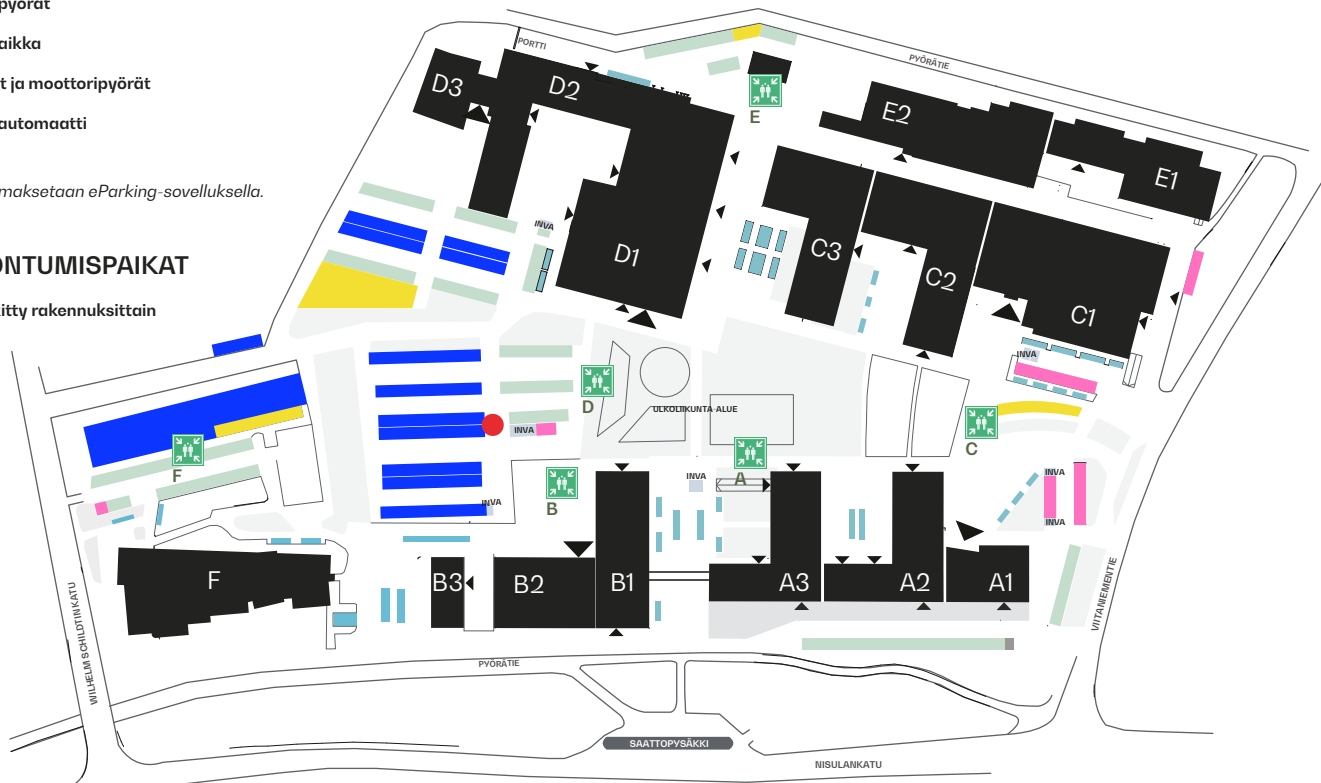 pyörät
aikka
t ja moottoripyörät
automaatti
maksetaan eParking-sovelluksella.
ONTUMISPAIKAT
itty rakennuksittain
PORTTI
PYÖRÄTIE
D3
D2
E
E2
E1
INVA
D1
C3
C2
C1
INVA
D
ULKOLIIKUNTA-ALUE
INVA
C
F
A
B
INVA
INVA
INVA
INVA
F
B3
B2
B1
A3
A2
A1
WILHELM SCHILDTIN KATU
VIITANIEMENTIE
PYÖRÄTIE
SAATTOPYSÄKKI
NISULANKATU